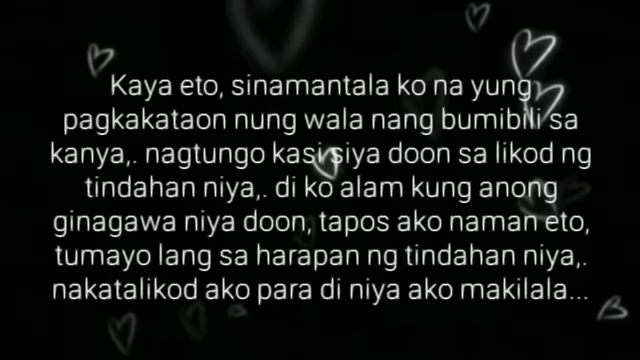 Kaya eto, sinamantala ko na yung
pagkakataon nung wala nang bumibili sa
kanya,. nagtungo kasi siya doon sa likod ng
tindahan niya,. di ko alam kung anong
ginagawa niya doon, tapos ako naman eto,
tumayo lang sa harapan ng tindahan niya,.
nakatalikod ako para di niya ako makilala...